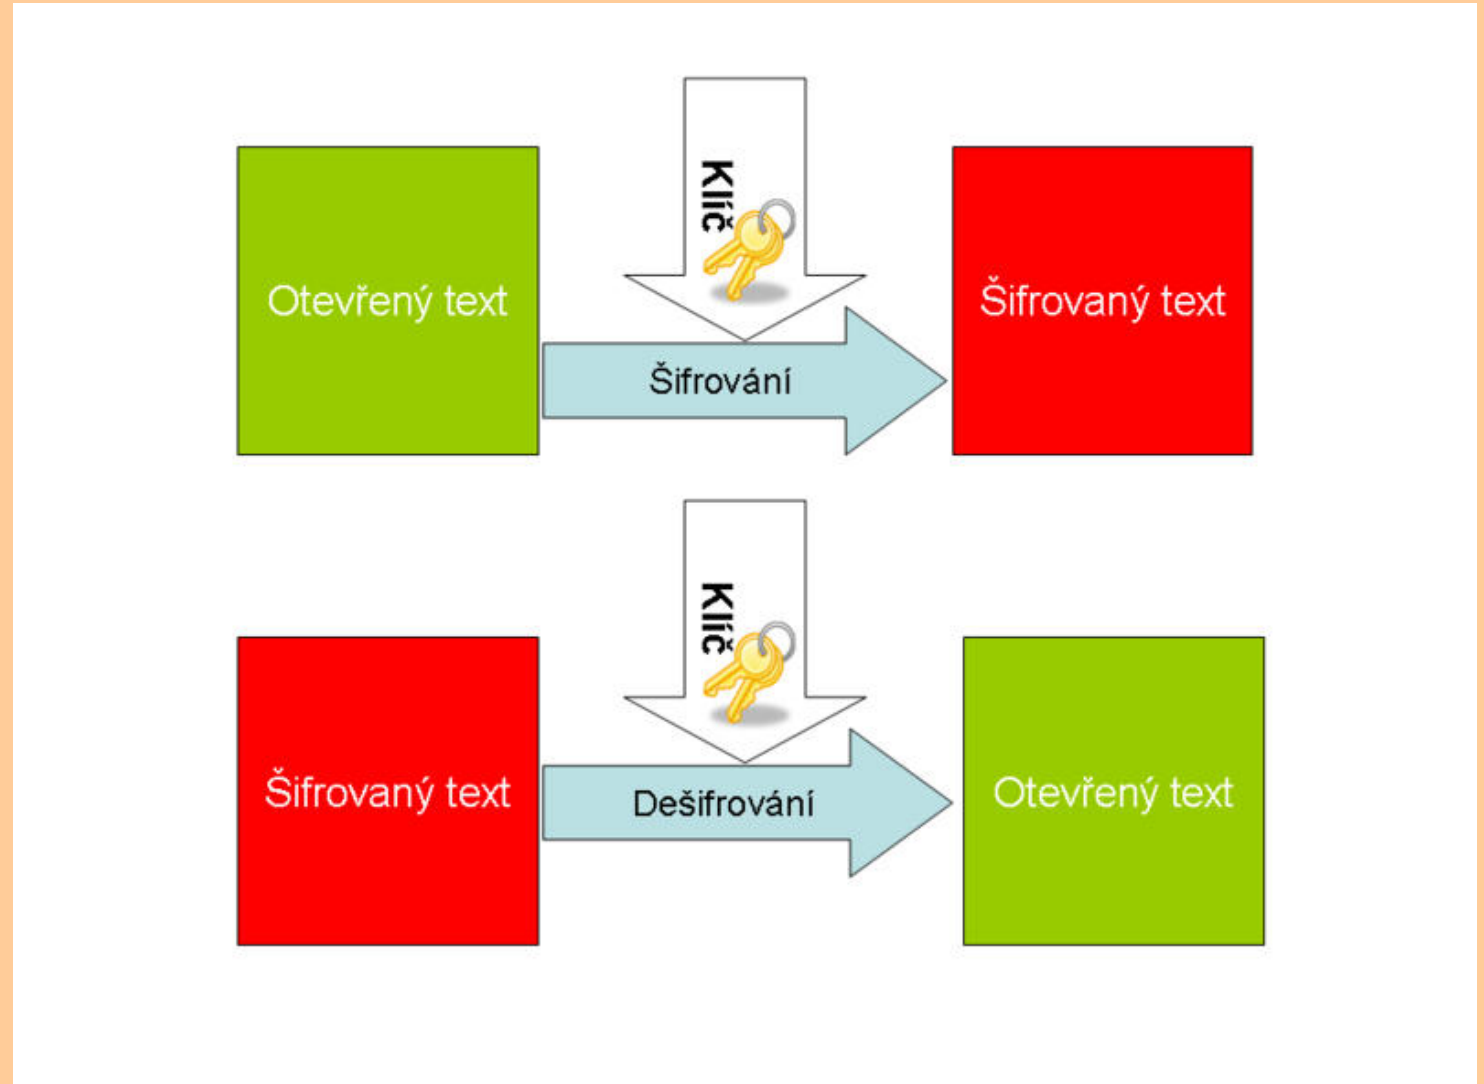 Klíč
Otevřený text
Šifrovaný text
Šifrování
Klíč
Šifrovaný text
Dešifrování
Otevřený text